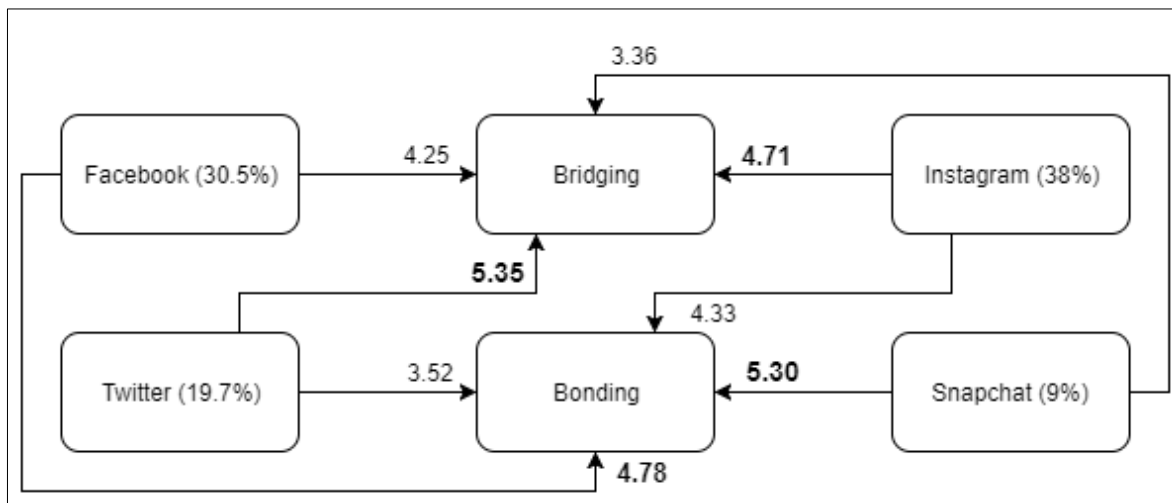 3.36
Facebook (30.5%)
4.25
Bridging
4.71
Instagram (38%)
5.35
4.33
Twitter (19.7%)
3.52
Bonding
5.30
Snapchat (9%)
4.78